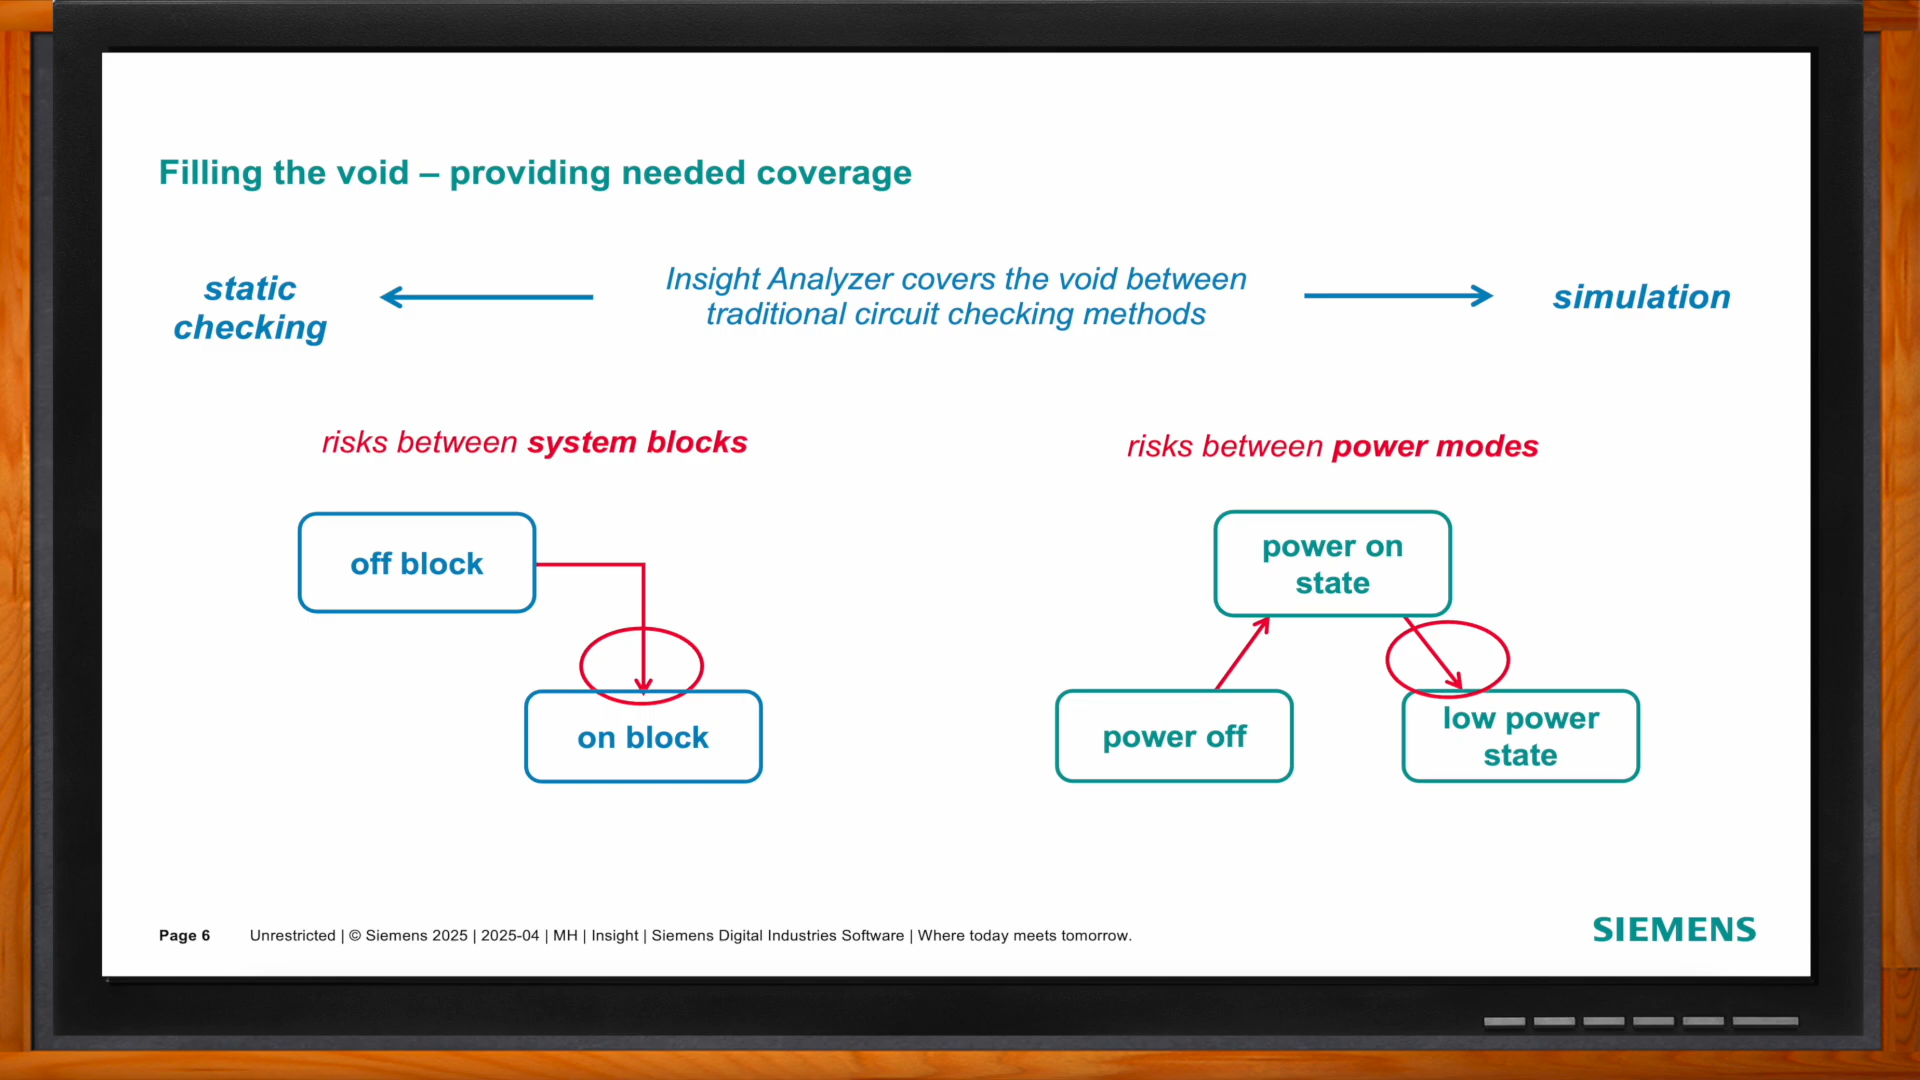 Filling the void – providing needed coverage
static
checking
Insight Analyzer covers the void between
traditional circuit checking methods
simulation
risks between system blocks
off block
on block
risks between power modes
power on
state
power off
low power
state
Page 6 Unrestricted | © Siemens 2025 | 2025-04 | MH | Insight | Siemens Digital Industries Software | Where today meets tomorrow.
SIEMENS